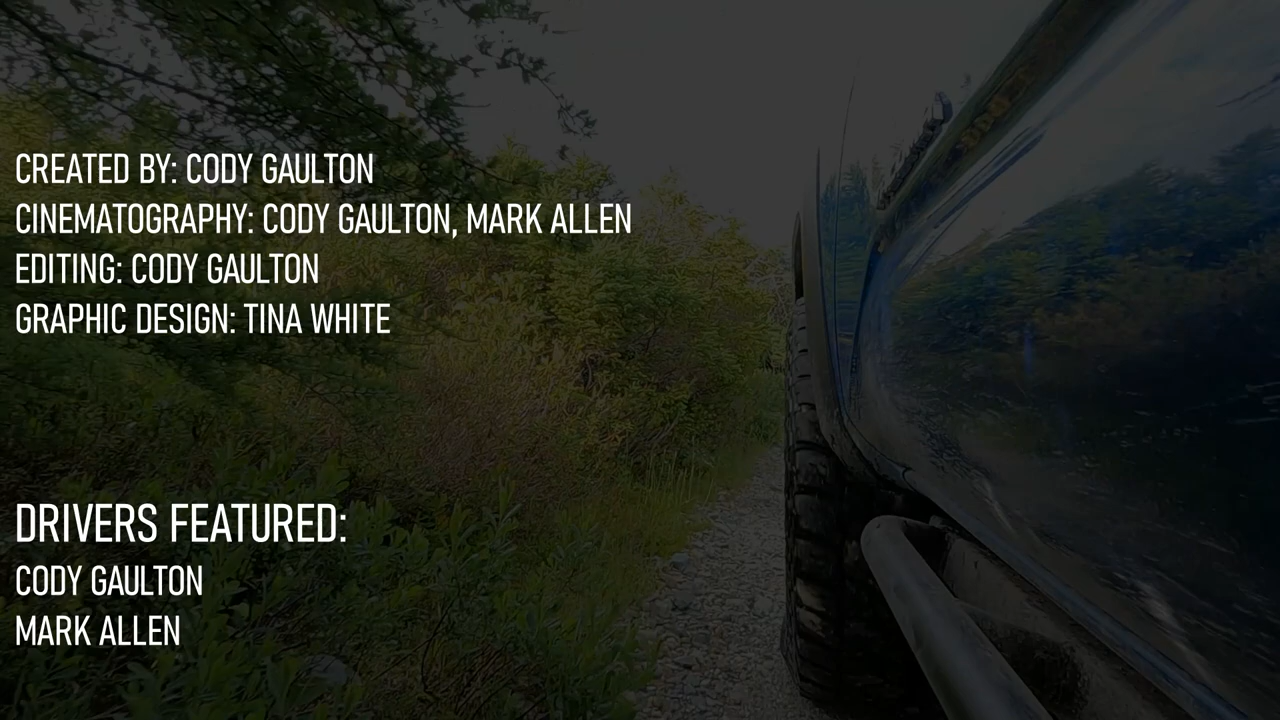 CREATED BY: CODY GAULTON
CINEMATOGRAPHY: CODY GAULTON, MARK ALLEN
EDITING: CODY GAULTON
GRAPHIC DESIGN: TINA WHITE
DRIVERS FEATURED:
CODY GAULTON
MARK ALLEN